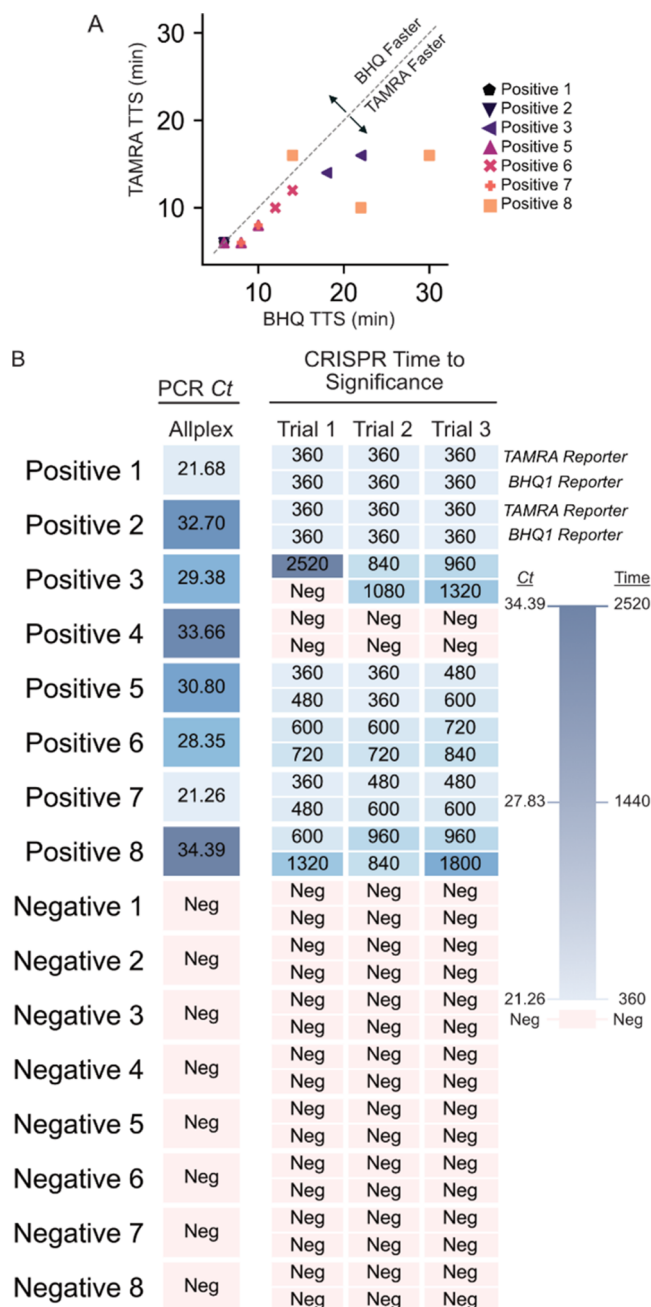 A
TAMRA TTS (min)
30
20
10
BHQ Faster
TAMRA Faster
10 20 30
BHQ TTS (min)
Positive 1
Positive 2
Positive 3
Positive 5
Positive 6
Positive 7
Positive 8
B
CRISPR Time to
Significance
PCR Ct
Allplex Trial 1 Trial 2 Trial 3
Positive 1 21.68
360 360 360 TAMRA Reporter
360 360 360 BHQ1 Reporter
Positive 2 32.70
360 360 360 TAMRA Reporter
360 360 360 BHQ1 Reporter
Positive 3 29.38
2520 840 960
Neg 1080 1320
Positive 4 33.66
Neg Neg Neg
Neg Neg Neg
Positive 5 30.80
360 360 480
480 360 600
Positive 6 28.35
600 600 720
720 720 840
Positive 7 21.26
360 480 480
480 600 600
Positive 8 34.39
600 960 960
1320 840 1800
Negative 1 Neg
Neg Neg Neg
Neg Neg Neg
Negative 2 Neg
Neg Neg Neg
Neg Neg Neg
Negative 3 Neg
Neg Neg Neg
Neg Neg Neg
Negative 4 Neg
Neg Neg Neg
Neg Neg Neg
Negative 5 Neg
Neg Neg Neg
Neg Neg Neg
Negative 6 Neg
Neg Neg Neg
Neg Neg Neg
Negative 7 Neg
Neg Neg Neg
Neg Neg Neg
Negative 8 Neg
Neg Neg Neg
Neg Neg Neg
Ct Time
34.39 2520
27.83 1440
21.26 360
Neg Neg